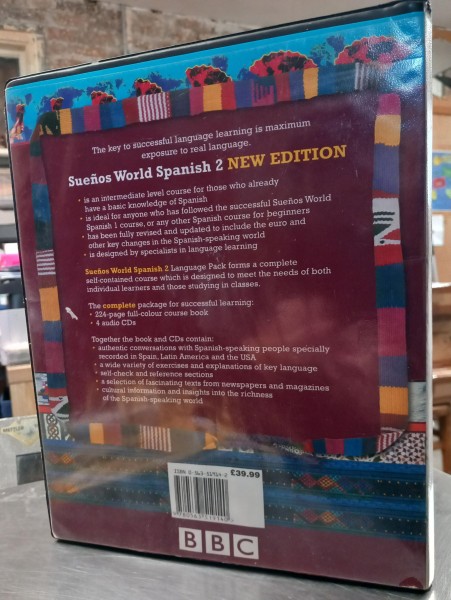 The key to successful language learning is maximum
exposure to real language.
Sueños World Spanish 2 NEW EDITION
• is an intermediate level course for those who already
have a basic knowledge of Spanish
• is ideal for anyone who has followed the successful Sueños World
Spanish 1 course, or any other Spanish course for beginners
• has been fully revised and updated to include the euro and
other key changes in the Spanish-speaking world
• is designed by specialists in language learning
Sueños World Spanish 2 Language Pack forms a complete
self-contained course which is designed to meet the needs of both
individual learners and those studying in classes.
The complete package for successful learning:
• 224-page full-colour course book
• 4 audio CDs
Together the book and CDs contain:
• authentic conversations with Spanish-speaking people specially
recorded in Spain, Latin America and the USA
• a wide variety of exercises and explanations of key language
• self-check and reference sections
• a selection of fascinating texts from newspapers and magazines
• cultural information and insights into the richness
of the Spanish-speaking world
ISBN 0-563-51914-2 £39.99
BBC